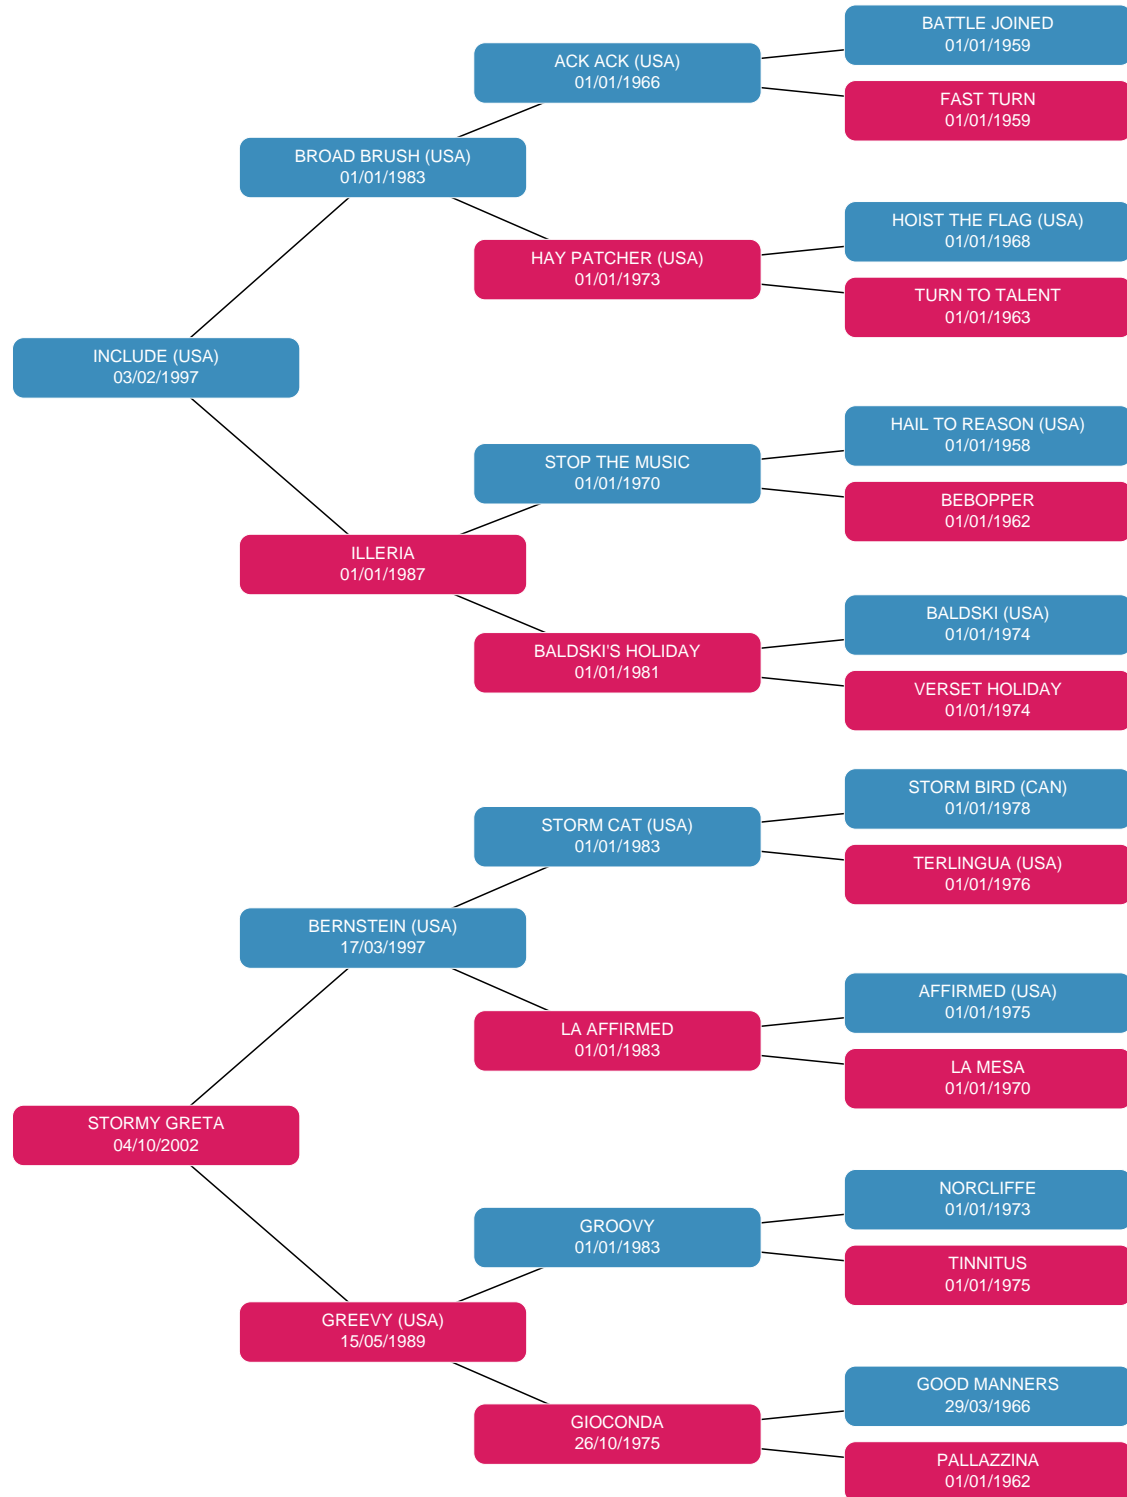 BATTLE JOINED
01/01/1959
ACK ACK (USA)
01/01/1966
FAST TURN
01/01/1959
BROAD BRUSH (USA)
01/01/1983
HOIST THE FLAG (USA)
01/01/1968
HAY PATCHER (USA)
01/01/1973
TURN TO TALENT
01/01/1963
INCLUDE (USA)
03/02/1997
HAIL TO REASON (USA)
01/01/1958
STOP THE MUSIC
01/01/1970
BEBOPPER
01/01/1962
ILLERIA
01/01/1987
BALDSKI (USA)
01/01/1974
BALDSKI'S HOLIDAY
01/01/1981
VERSET HOLIDAY
01/01/1974
STORM BIRD (CAN)
01/01/1978
STORM CAT (USA)
01/01/1983
TERLINGUA (USA)
01/01/1976
BERNSTEIN (USA)
17/03/1997
AFFIRMED (USA)
01/01/1975
LA AFFIRMED
01/01/1983
LA MESA
01/01/1970
STORMY GRETA
04/10/2002
NORCLIFFE
01/01/1973
GROOVY
01/01/1983
TINNITUS
01/01/1975
GREEVY (USA)
15/05/1989
GOOD MANNERS
29/03/1966
GIOCONDA
26/10/1975
PALLAZZINA
01/01/1962